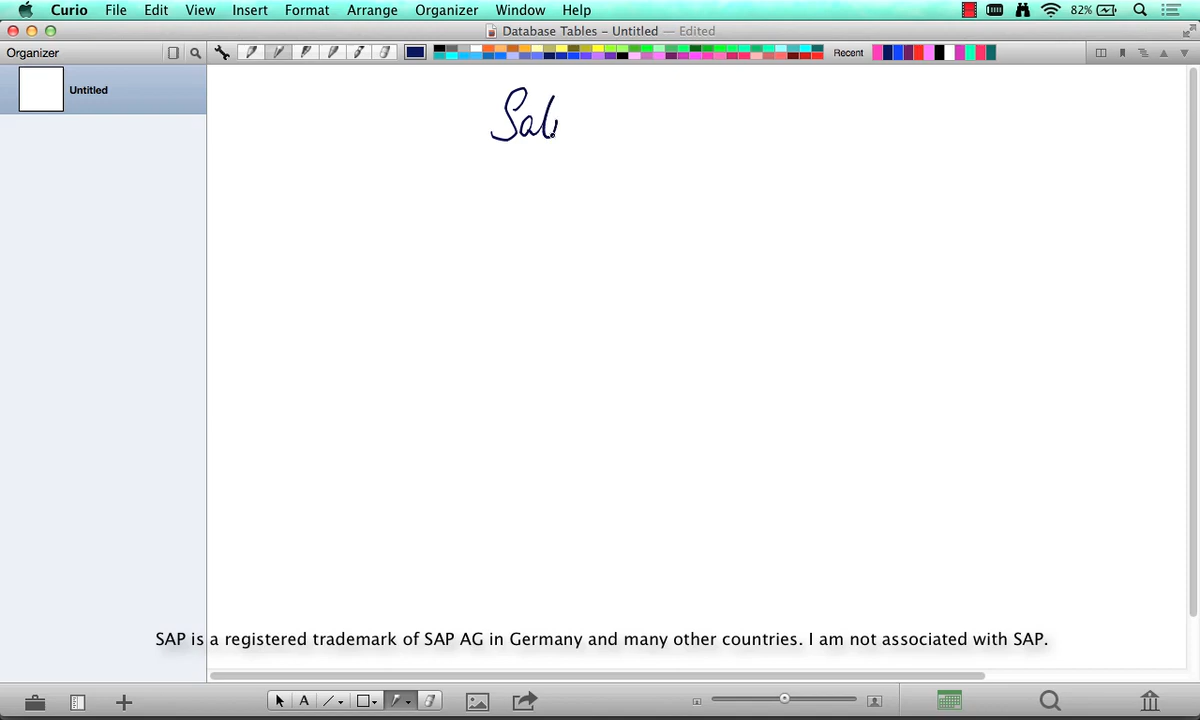 Curio File Edit View Insert Format Arrange Organizer Window Help 82%
Database Tables – Untitled — Edited
Organizer Recent
Untitled
Sal
SAP is a registered trademark of SAP AG in Germany and many other countries. I am not associated with SAP.
A